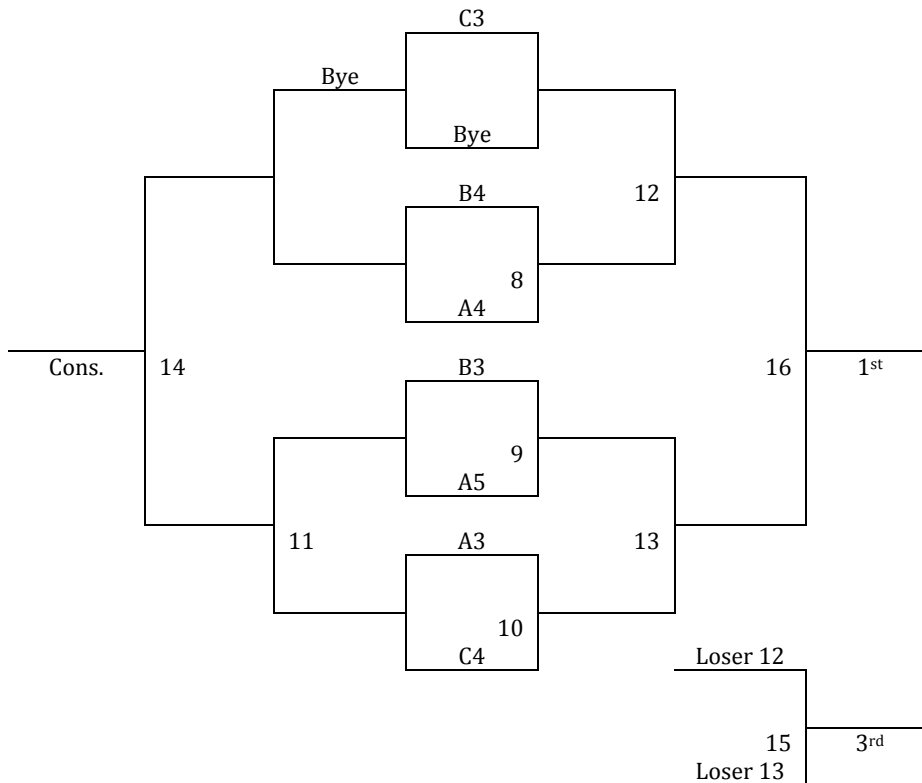 C3
Bye
Bye
B4
12
8
A4
Cons.
14
B3
16
1st
9
A5
11
A3
13
10
C4
Loser 12
15
3rd
Loser 13